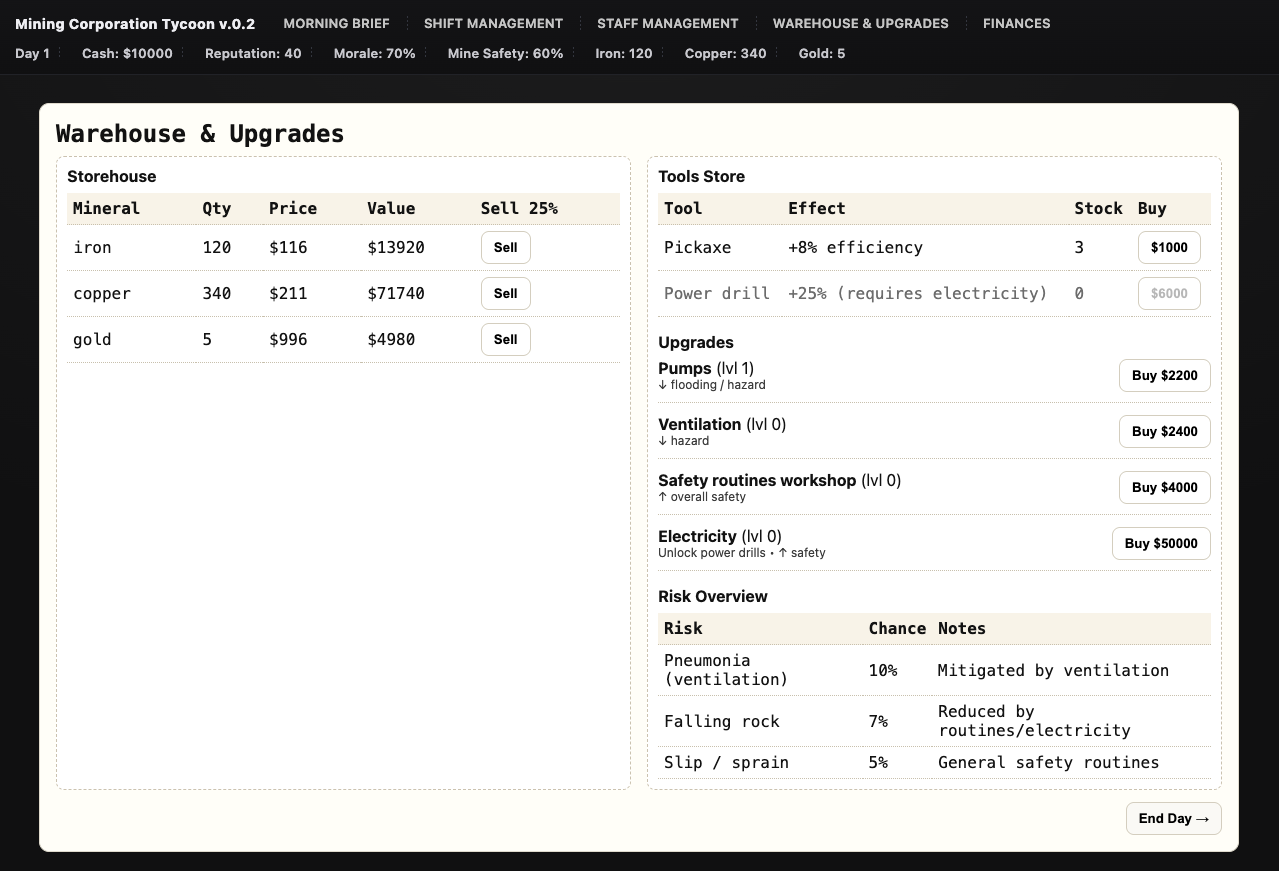 Mining Corporation Tycoon v.0.2 MORNING BRIEF SHIFT MANAGEMENT STAFF MANAGEMENT WAREHOUSE & UPGRADES FINANCES
Day 1 Cash: $10000 Reputation: 40 Morale: 70% Mine Safety: 60% Iron: 120 Copper: 340 Gold: 5
Warehouse & Upgrades
Storehouse
Mineral Qty Price Value Sell 25%
iron 120 $116 $13920 Sell
copper 340 $211 $71740 Sell
gold 5 $996 $4980 Sell
Tools Store
Tool Effect Stock Buy
Pickaxe +8% efficiency 3 $1000
Power drill +25% (requires electricity) 0 $6000
Upgrades
Pumps (lvl 1)
↓ flooding / hazard
Buy $2200
Ventilation (lvl 0)
↓ hazard
Buy $2400
Safety routines workshop (lvl 0)
↑ overall safety
Buy $4000
Electricity (lvl 0)
Unlock power drills • ↑ safety
Buy $50000
Risk Overview
Risk Chance Notes
Pneumonia
(ventilation)
10% Mitigated by ventilation
Falling rock 7%
Reduced by
routines/electricity
Slip / sprain 5% General safety routines
End Day →